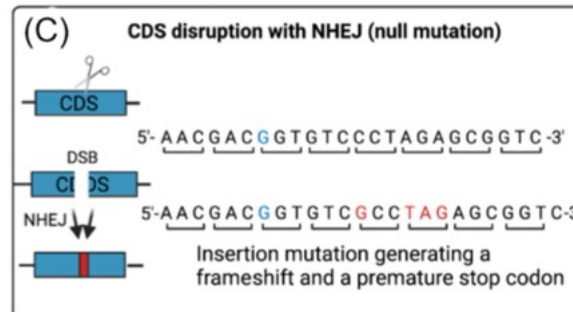 (C)
CDS disruption with NHEJ (null mutation)
CDS
5'- AACGACGGTGTCCCTAGAGCGGTC -3'
DSB
CDS
5'-AACGACGGTGTCGCCTAGAGCGGTC-3'
NHEJ
Insertion mutation generating a
frameshift and a premature stop codon